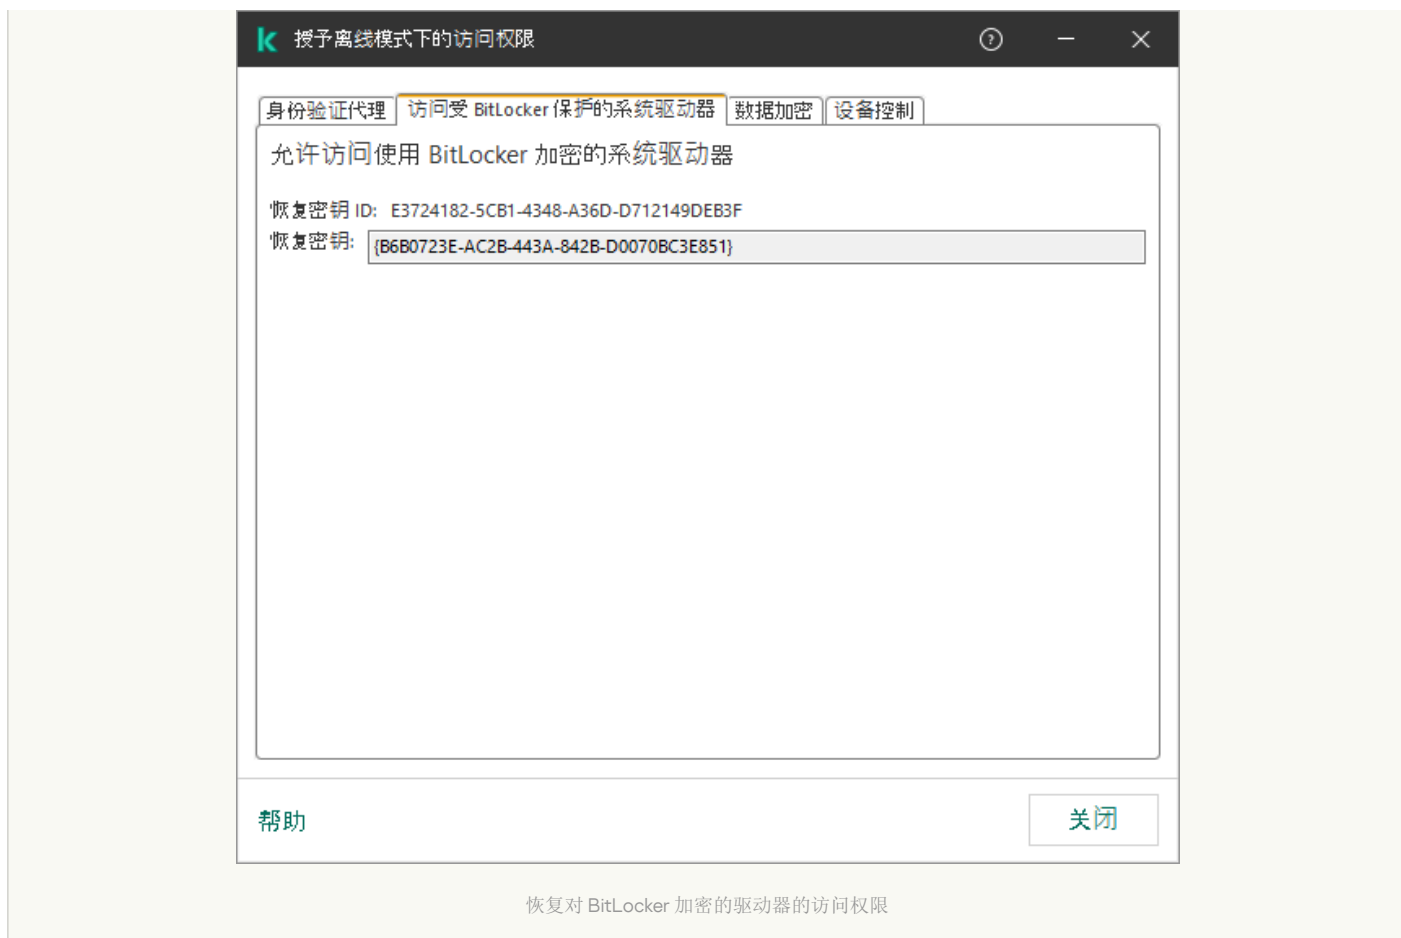 授予离线模式下的访问权限
身份验证代理 访问受 BitLocker 保护的系统驱动器 数据加密 设备控制
允许访问使用 BitLocker 加密的系统驱动器
恢复密钥 ID: E3724182-5CB1-4348-A36D-D712149DEB3F
恢复密钥: {B6B0723E-AC2B-443A-842B-D0070BC3E851}
帮助 关闭
恢复对 BitLocker 加密的驱动器的访问权限